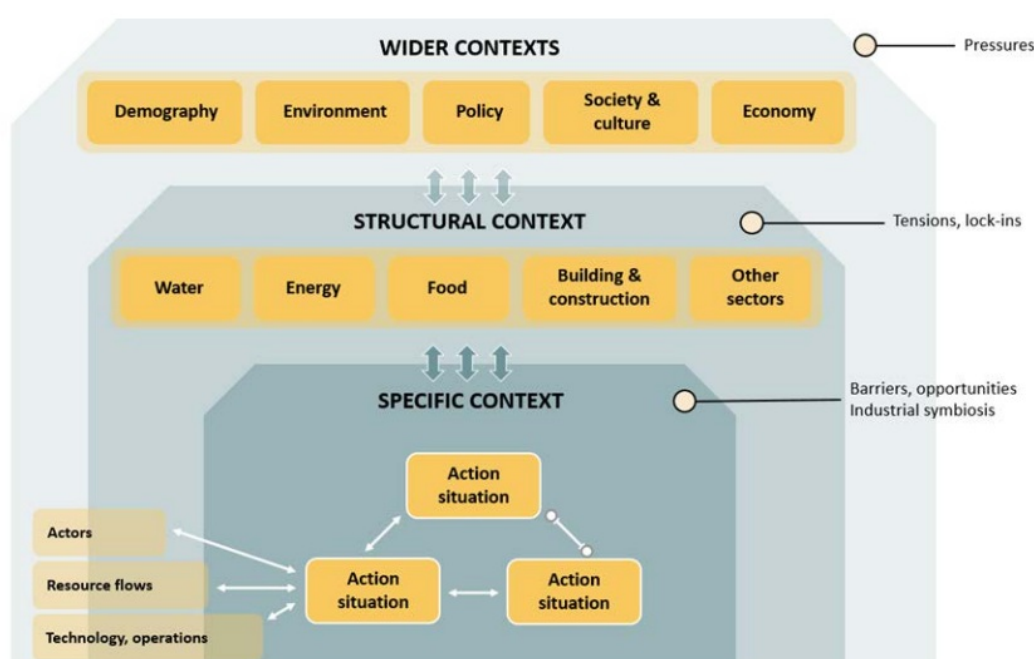 WIDER CONTEXTS
Pressures
Demography
Environment
Policy
Society &
culture
Economy
STRUCTURAL CONTEXT
Tensions, lock-ins
Water
Energy
Food
Building &
construction
Other
sectors
SPECIFIC CONTEXT
Barriers, opportunities
Industrial symbiosis
Action
situation
Actors
Resource flows
Technology, operations
Action
situation
Action
situation